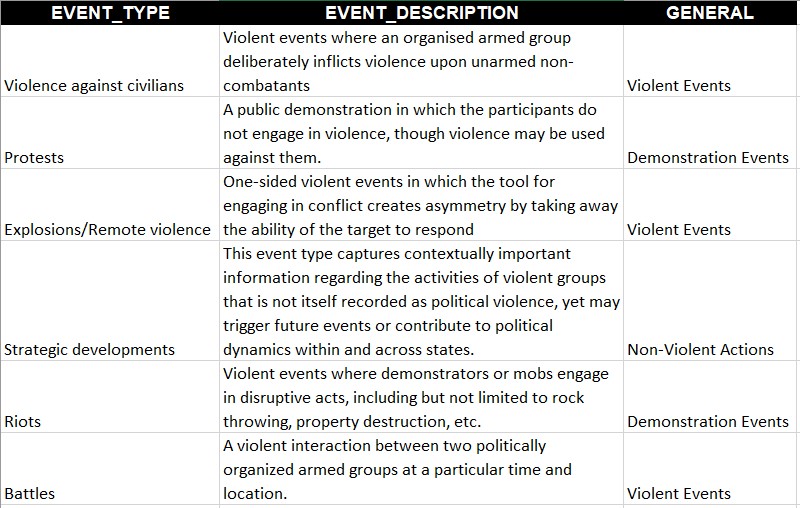 EVENT_TYPE EVENT_DESCRIPTION GENERAL
Violent events where an organised armed group
deliberately inflicts violence upon unarmed non-
Violence against civilians combatants Violent Events
A public demonstration in which the participants do
not engage in violence, though violence may be used
Protests against them. Demonstration Events
One-sided violent events in which the tool for
engaging in conflict creates asymmetry by taking away
Explosions/Remote violence the ability of the target to respond Violent Events
This event type captures contextually important
information regarding the activities of violent groups
that is not itself recorded as political violence, yet may
trigger future events or contribute to political
Strategic developments dynamics within and across states. Non-Violent Actions
Violent events where demonstrators or mobs engage
in disruptive acts, including but not limited to rock
Riots throwing, property destruction, etc. Demonstration Events
A violent interaction between two politically
organized armed groups at a particular time and
Battles location. Violent Events